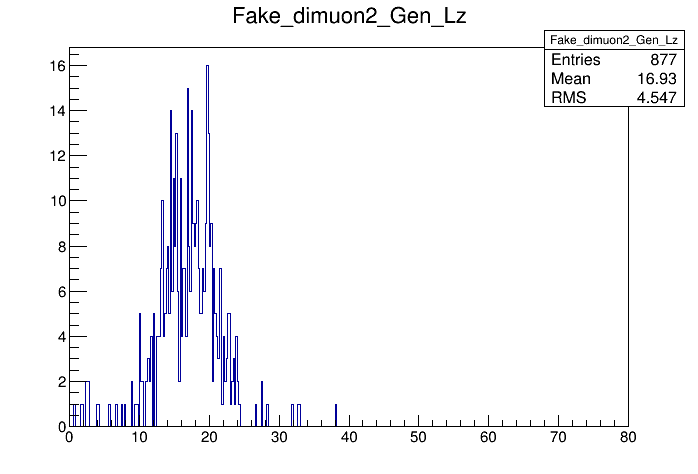 Fake_dimuon2_Gen_Lz
Fake_dimuon2_Gen_Lz
Entries 877
Mean 16.93
RMS 4.547
16
14
12
10
8
6
4
2
0
0 10 20 30 40 50 60 70 80